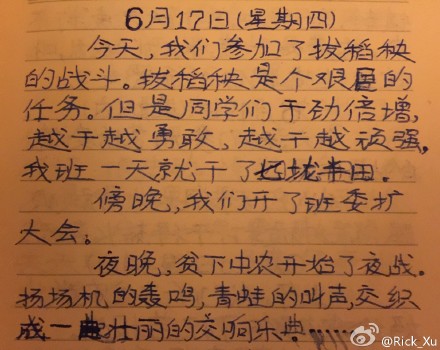 6月17日(星期四)
今天,我们参加了拔稻秧
的战斗。拔稻秧是个艰巨的
任务。但是同学们干劲倍增,
越干越勇敢,越干越顽强,
我班一天就干了田.
傍晚,我们开了班委扩
大会。
夜晚,贫下中农开始了夜战.
扬场机的轰鸣,青蛙的叫声,交织
成一曲壮丽的交响乐典……
@Rick_Xu